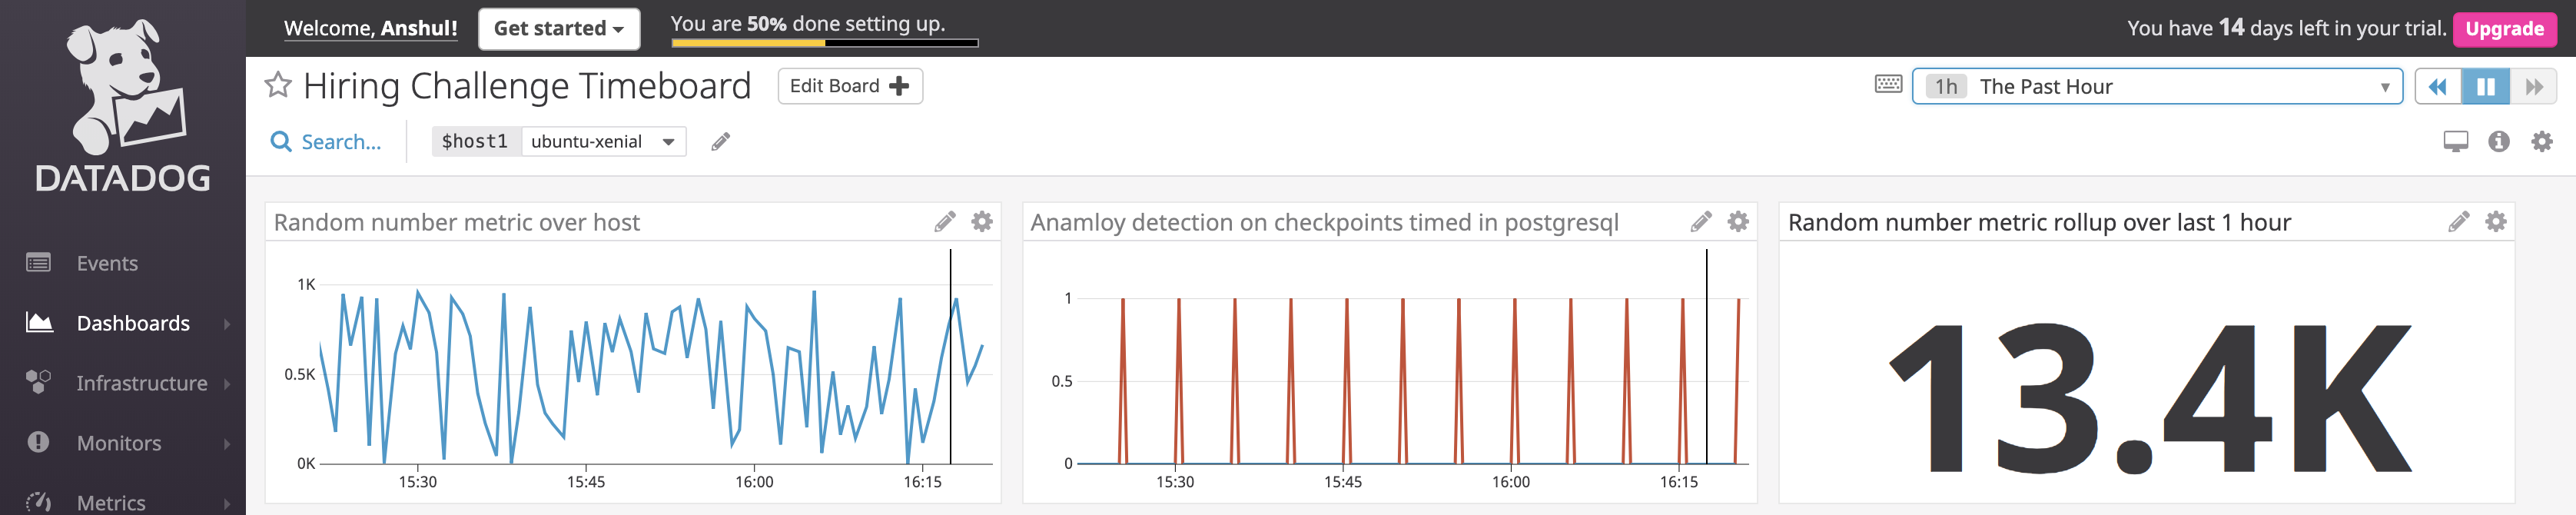 DATADOG
Events
Dashboards
Infrastructure
Monitors
Metrics
Welcome, Anshul!
Get started
You are 50% done setting up.
You have 14 days left in your trial.
Upgrade
Hiring Challenge Timeboard
Edit Board
1h The Past Hour
Search...
$host1 ubuntu-xenial
Random number metric over host
1K
0.5K
0K
15:30 15:45 16:00 16:15
Anamloy detection on checkpoints timed in postgresql
1
0.5
0
15:30 15:45 16:00 16:15
Random number metric rollup over last 1 hour
13.4K